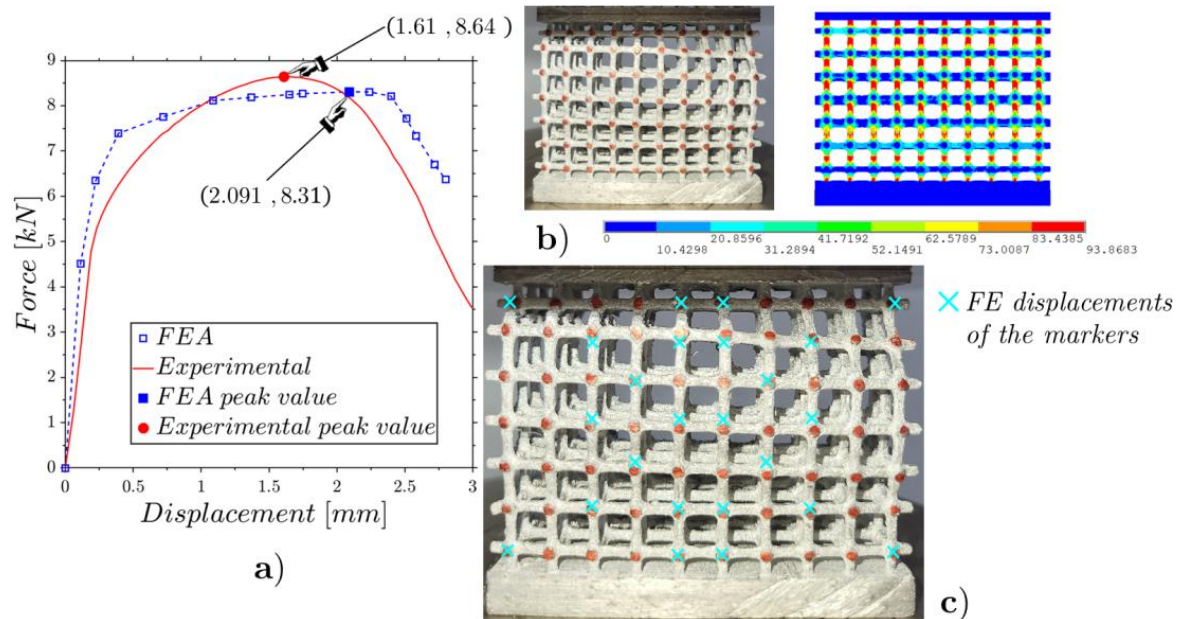 (1.61 , 8.64)
9
8
7
6
5
4
3
2
1
0
Force [kN]
(2.091 , 8.31)
FEA
Experimental
FEA peak value
Experimental peak value
0 0.5 1 1.5 2 2.5 3
Displacement [mm]
a)
b)
0 20.8596 41.7192 62.5789 83.4385
10.4298 31.2894 52.1491 73.0087 93.8683
FE displacements
of the markers
c)